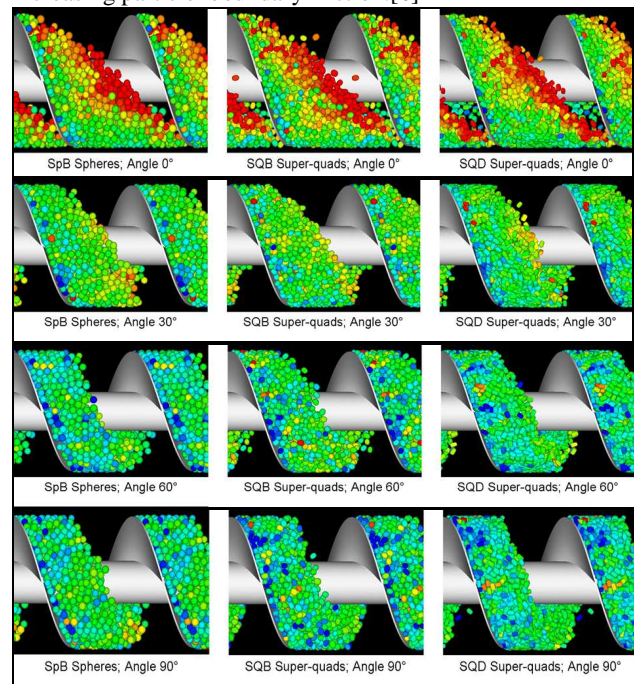 SpB Spheres; Angle 0° SQB Super-quads; Angle 0° SQD Super-quads; Angle 0°
SpB Spheres; Angle 30° SQB Super-quads; Angle 30° SQD Super-quads; Angle 30°
SpB Spheres; Angle 60° SQB Super-quads; Angle 60° SQD Super-quads; Angle 60°
SpB Spheres; Angle 90° SQB Super-quads; Angle 90° SQD Super-quads; Angle 90°